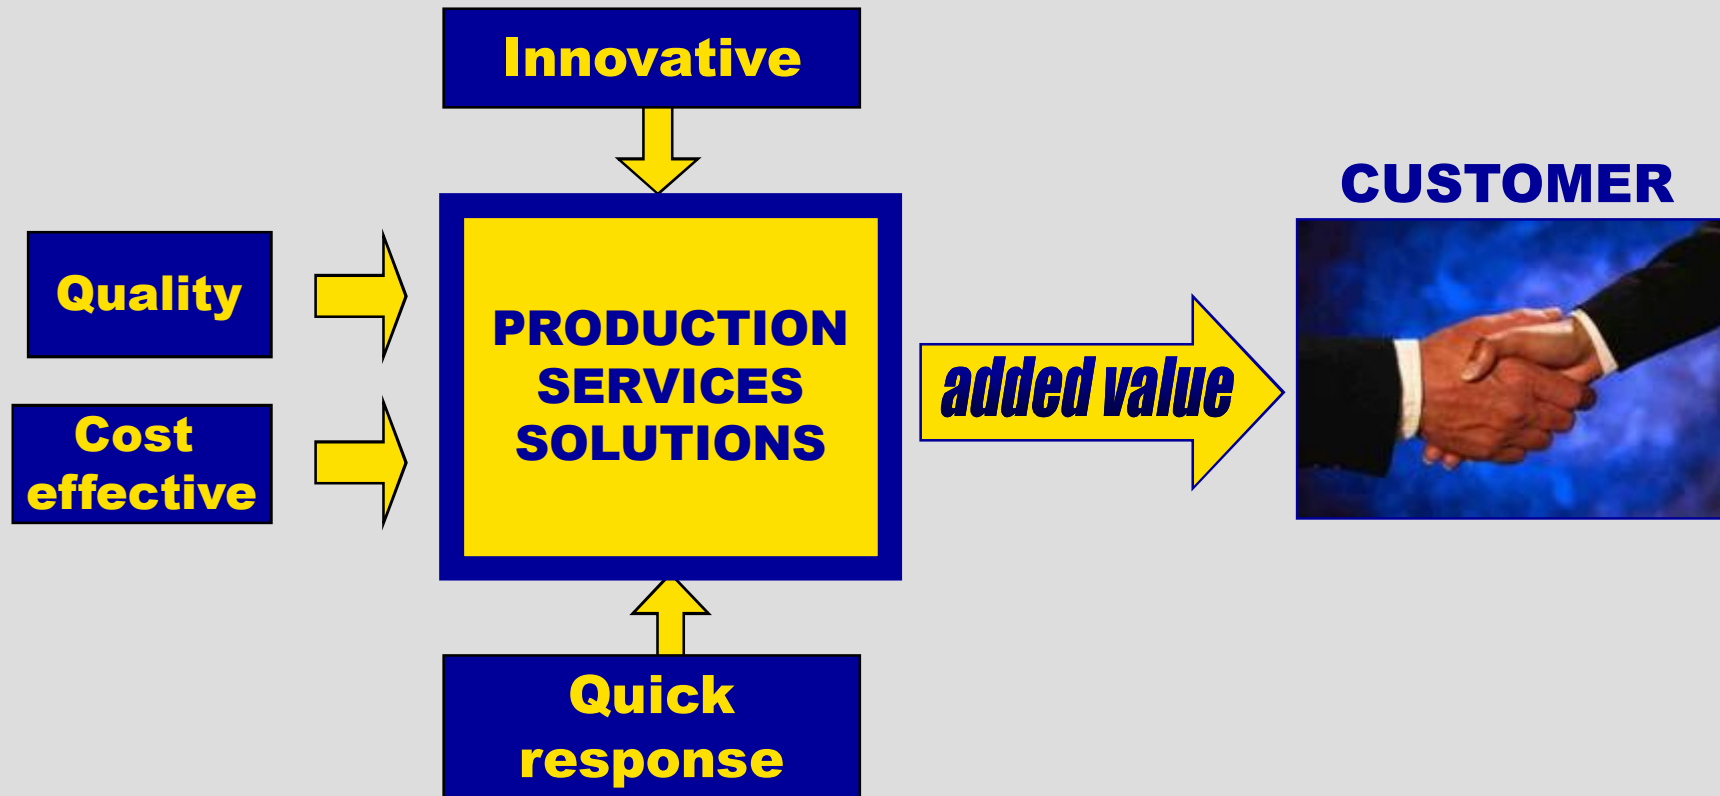 Innovative
CUSTOMER
Quality
PRODUCTION
SERVICES
SOLUTIONS
added value
Cost
effective
Quick
response